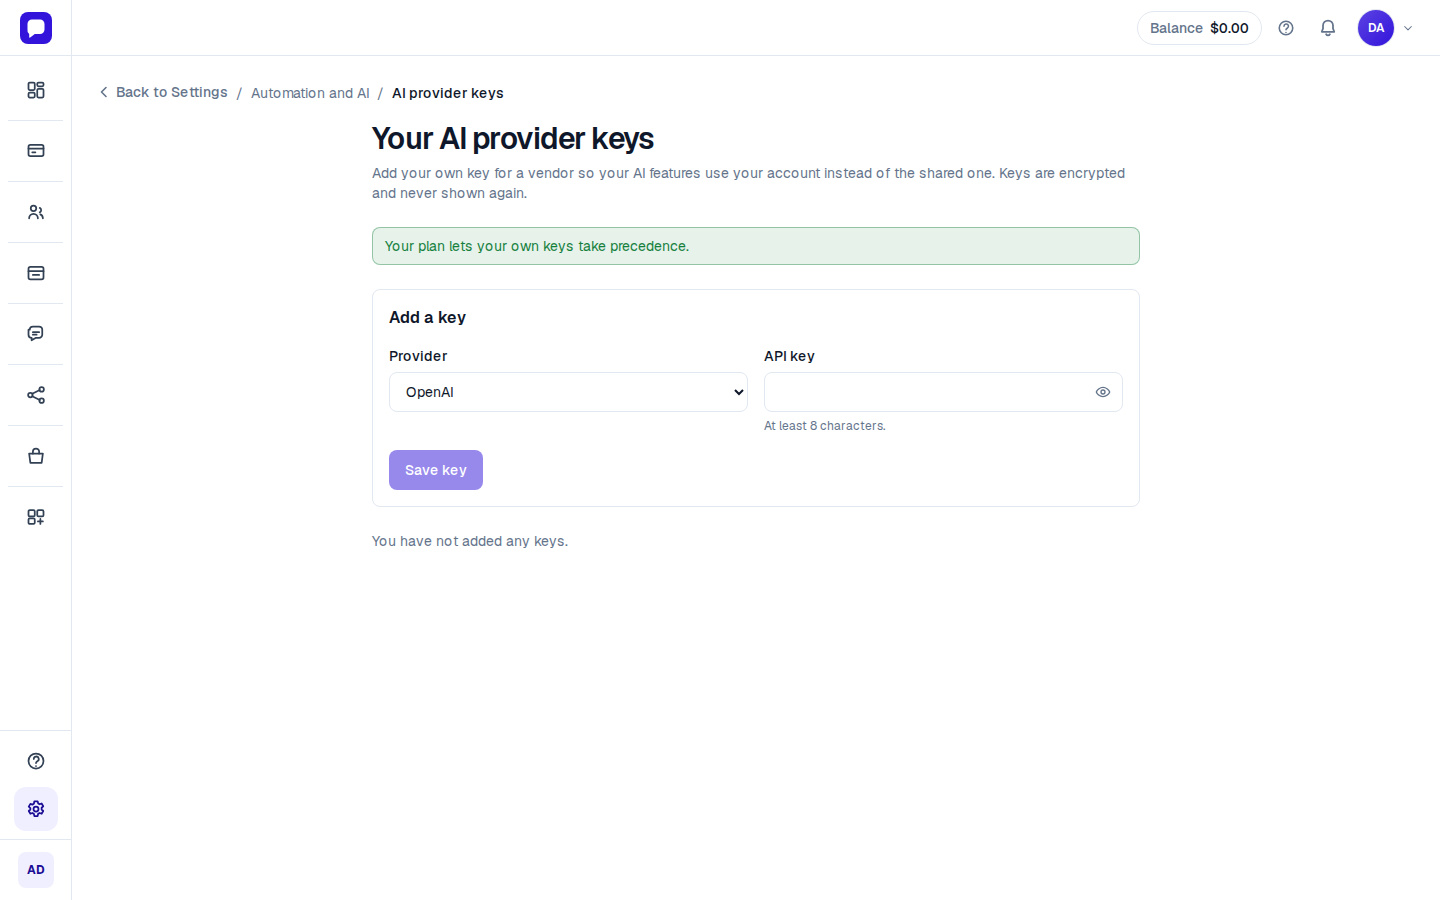 Balance $0.00
DA
Back to Settings / Automation and AI / AI provider keys
Your AI provider keys
Add your own key for a vendor so your AI features use your account instead of the shared one. Keys are encrypted
and never shown again.
Your plan lets your own keys take precedence.
Add a key
Provider
API key
OpenAI
At least 8 characters.
Save key
You have not added any keys.
AD